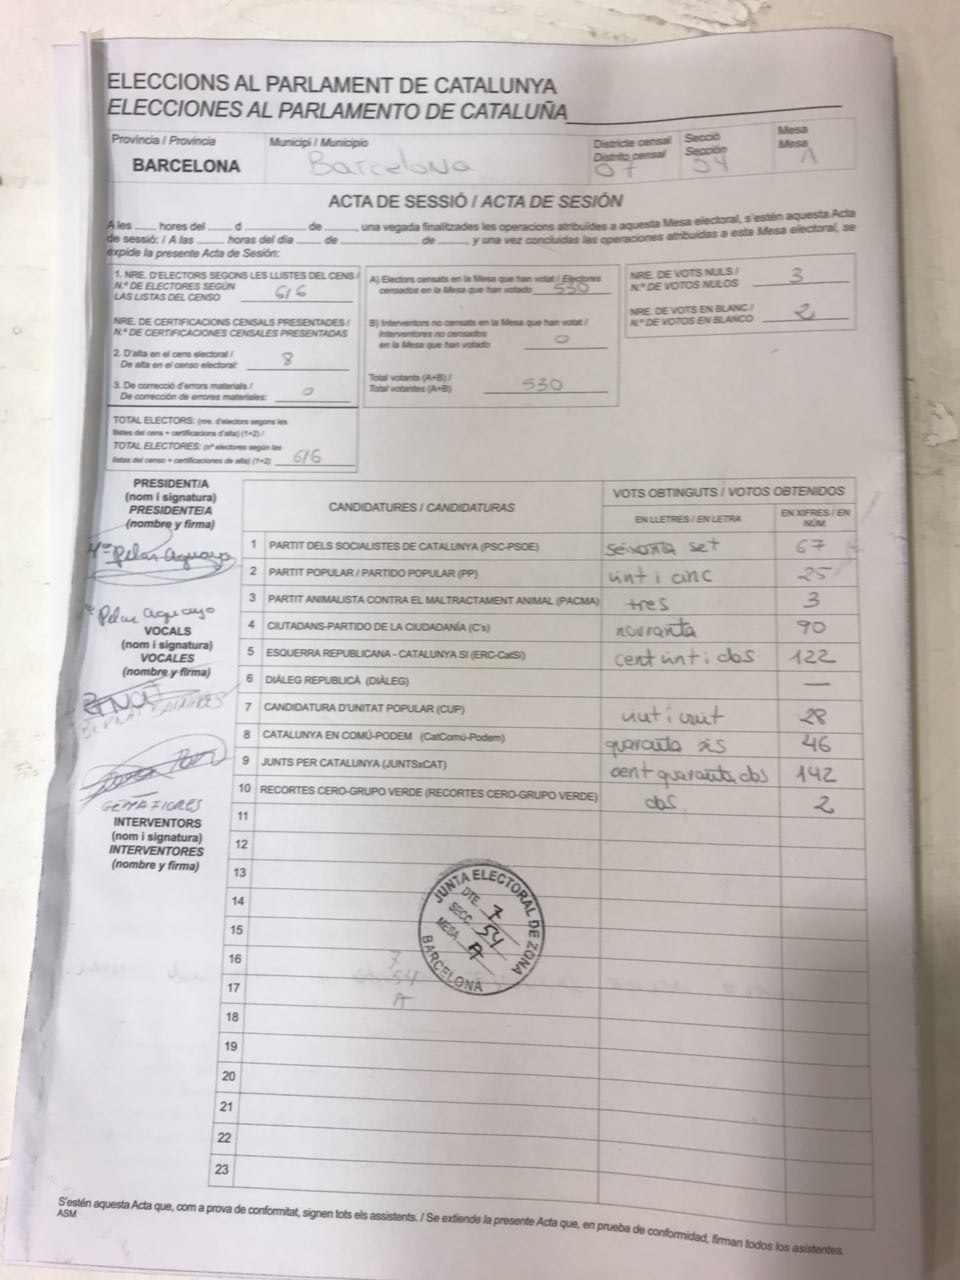 ELECCIONS AL PARLAMENT DE CATALUNYA
ELECCIONES AL PARLAMENTO DE CATALUÑA
Província / Provincia
BARCELONA
Municipi / Municipio
Barcelona
Districte censal
Distrito censal
07
Secció
Sección
54
Mesa
Mesa
A
ACTA DE SESSIÓ / ACTA DE SESIÓN
A les ____ hores del ____ d ____ de ____, una vegada finalitzades les operacions atribuïdes a aquesta Mesa electoral, s'estén aquesta Acta
de sessió: / A las ____ horas del día ____ de ____ de ____ y una vez concluidas las operaciones atribuidas a esta Mesa electoral, se
expide la presente Acta de Sesión:
1. NRE. D'ELECTORS SEGONS LES LLISTES DEL CENS /
N.º DE ELECTORES SEGÚN
LAS LISTAS DEL CENSO 616
NRE. DE CERTIFICACIONS CENSALS PRESENTADES /
N.º DE CERTIFICACIONES CENSALES PRESENTADAS
2. D'alta en el cens electoral /
De alta en el censo electoral: 8
3. De correcció d'errors materials /
De corrección de errores materiales: 0
TOTAL ELECTORS: (nre. d'electors segons les
llistes del cens + certificacions d'alta) (1+2) /
TOTAL ELECTORES: (nº electores según las
listas del censo + certificaciones de alta) (1+2) 616
A) Electors censats en la Mesa que han votat / Electores
censados en la Mesa que han votado 530
B) Interventors no censats en la Mesa que han votat /
Interventores no censados
en la Mesa que han votado 0
Total votants (A+B) /
Total votantes (A+B) 530
NRE. DE VOTS NULS /
N.º DE VOTOS NULOS 3
NRE. DE VOTS EN BLANC /
N.º DE VOTOS EN BLANCO 2
PRESIDENT/A
(nom i signatura)
PRESIDENTE/A
(nombre y firma)
Mª Pilar Aguayo
Pilar Aguayo
VOCALS
(nom i signatura)
VOCALES
(nombre y firma)
GEMA FLORES
INTERVENTORS
(nom i signatura)
INTERVENTORES
(nombre y firma)
CANDIDATURES / CANDIDATURAS
VOTS OBTINGUTS / VOTOS OBTENIDOS
EN LLETRES / EN LETRA
EN XIFRES / EN NÚM.
1 PARTIT DELS SOCIALISTES DE CATALUNYA (PSC-PSOE) seixanta set 67
2 PARTIT POPULAR / PARTIDO POPULAR (PP) vint i cinc 25
3 PARTIT ANIMALISTA CONTRA EL MALTRACTAMENT ANIMAL (PACMA) tres 3
4 CIUTADANS-PARTIDO DE LA CIUDADANÍA (C's) norranta 90
5 ESQUERRA REPUBLICANA - CATALUNYA SÍ (ERC-CatSí) cent vint i dos 122
6 DIÀLEG REPUBLICÀ (DIÀLEG) —
7 CANDIDATURA D'UNITAT POPULAR (CUP) vint i vuit 28
8 CATALUNYA EN COMÚ-PODEM (CatComú-Podem) quaranta sis 46
9 JUNTS PER CATALUNYA (JUNTSxCAT) cent quaranta dos 142
10 RECORTES CERO-GRUPO VERDE (RECORTES CERO-GRUPO VERDE) dos 2
11
12
13
14
15
16
17
18
19
20
21
22
23
JUNTA ELECTORAL DE ZONA
DTE. 7
SECC. 54
MESA A
BARCELONA
7
54
A
S'estén aquesta Acta que, com a prova de conformitat, signen tots els assistents. / Se extiende la presente Acta que, en prueba de conformidad, firman todos los asistentes.
ASM